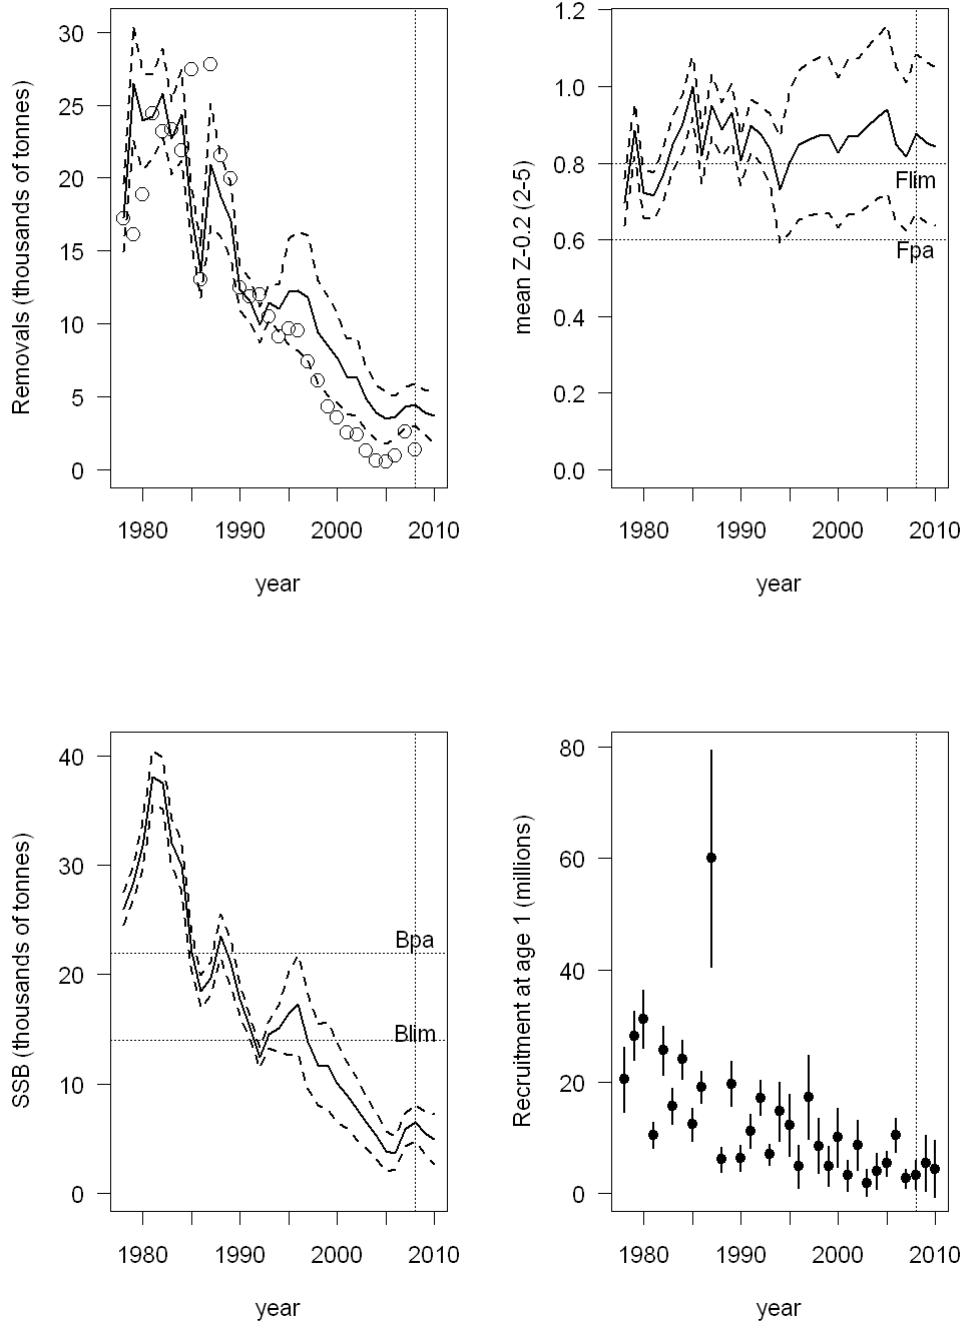 Removals (thousands of tonnes)
30
25
20
15
10
5
0
1980 1990 2000 2010
year
mean Z-0.2 (2-5)
1.2
1.0
0.8
0.6
0.4
0.2
0.0
Flim
Fpa
1980 1990 2000 2010
year
SSB (thousands of tonnes)
40
30
20
10
0
Bpa
Blim
1980 1990 2000 2010
year
Recruitment at age 1 (millions)
80
60
40
20
0
1980 1990 2000 2010
year